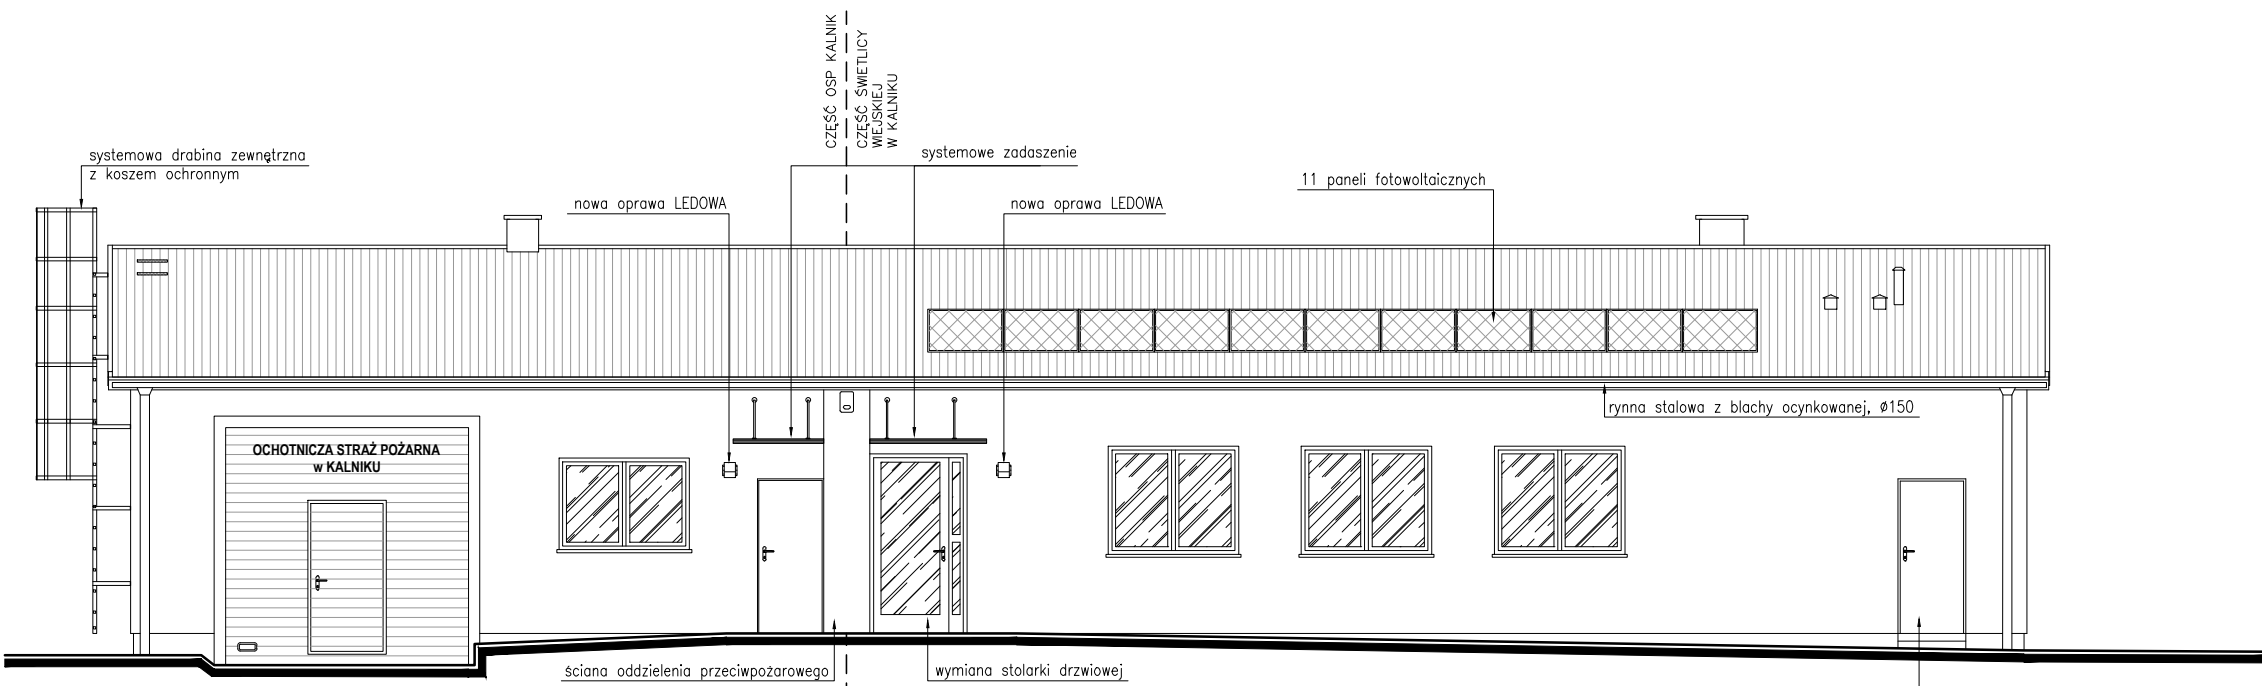 CZĘŚĆ OSP KALNIK
CZĘŚĆ ŚWIETLICY
WIEJSKIEJ
W KALNIKU
systemowa drabina zewnętrzna
z koszem ochronnym
systemowe zadaszenie
11 paneli fotowoltaicznych
nowa oprawa LEDOWA
nowa oprawa LEDOWA
rynna stalowa z blachy ocynkowanej, ø150
OCHOTNICZA STRAŻ POŻARNA
w KALNIKU
ściana oddzielenia przeciwpożarowego
wymiana stolarki drzwiowej